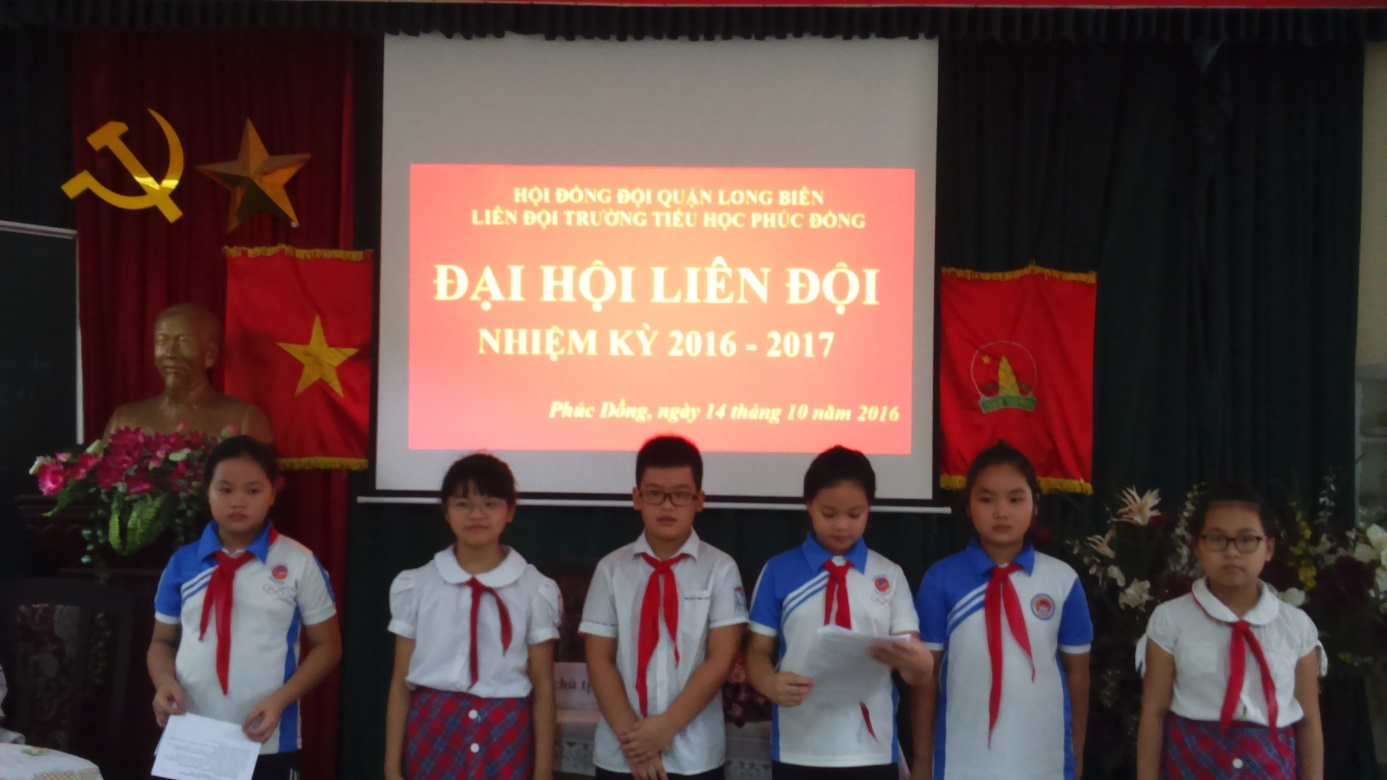 HỘI ĐỒNG ĐỘI QUẬN LONG BIÊN
LIÊN ĐỘI TRƯỜNG TIỂU HỌC PHÚC ĐỒNG
ĐẠI HỘI LIÊN ĐỘI
NHIỆM KỲ 2016 - 2017
Phúc Đồng, ngày 14 tháng 10 năm 2016